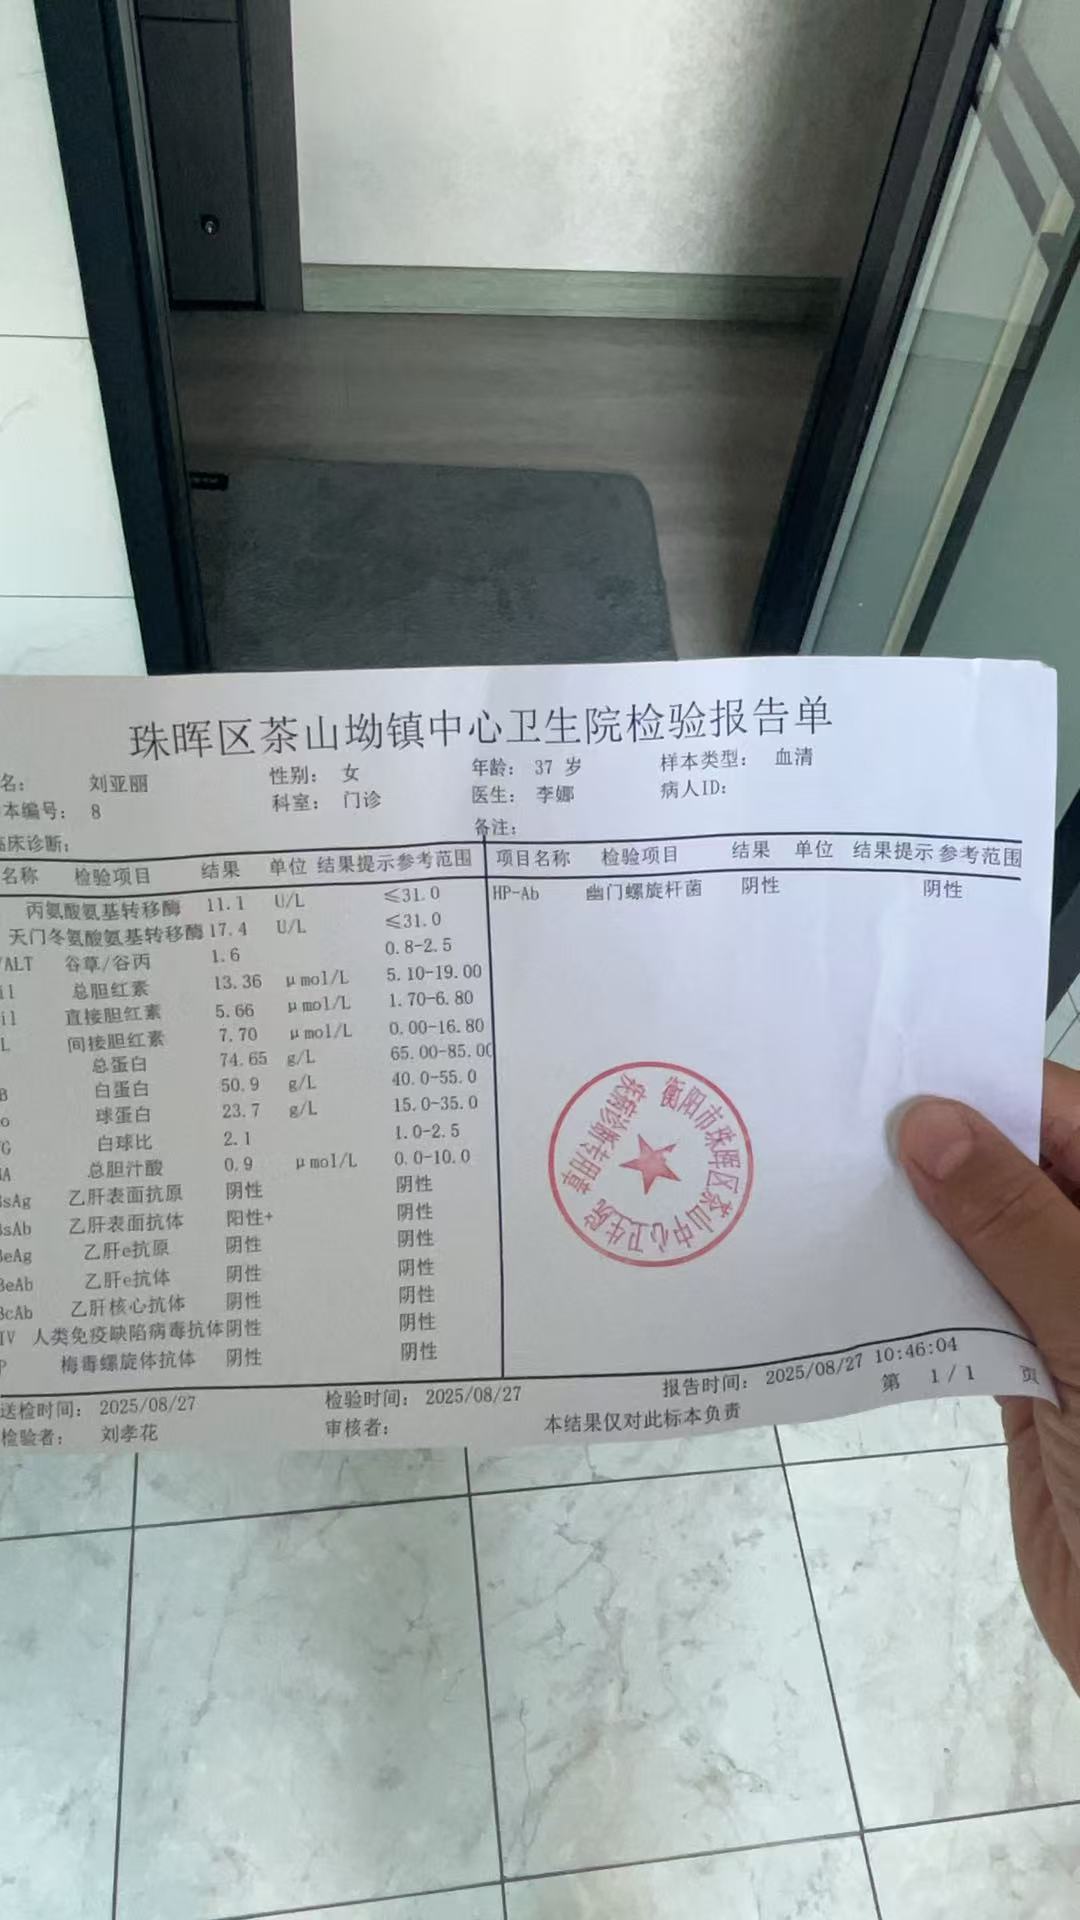 珠晖区茶山坳镇中心卫生院检验报告单
名: 刘亚丽 性别: 女 年龄: 37 岁 样本类型: 血清
本编号: 8 科室: 门诊 医生: 李娜 病人ID:
临床诊断: 备注:
名称 检验项目 结果 单位 结果提示 参考范围 项目名称 检验项目 结果 单位 结果提示 参考范围
丙氨酸氨基转移酶 11.1 U/L ≤31.0 HP-Ab 幽门螺旋杆菌 阴性 阴性
天门冬氨酸氨基转移酶 17.4 U/L ≤31.0
/ALT 谷草/谷丙 1.6 0.8-2.5
il 总胆红素 13.36 μmol/L 5.10-19.00
il 直接胆红素 5.66 μmol/L 1.70-6.80
L 间接胆红素 7.70 μmol/L 0.00-16.80
总蛋白 74.65 g/L 65.00-85.00
B 白蛋白 50.9 g/L 40.0-55.0
o 球蛋白 23.7 g/L 15.0-35.0
/G 白球比 2.1 1.0-2.5
BA 总胆汁酸 0.9 μmol/L 0.0-10.0
BsAg 乙肝表面抗原 阴性 阴性
BsAb 乙肝表面抗体 阳性+ 阴性
BeAg 乙肝e抗原 阴性 阴性
BeAb 乙肝e抗体 阴性 阴性
BcAb 乙肝核心抗体 阴性 阴性
IV 人类免疫缺陷病毒抗体 阴性 阴性
P 梅毒螺旋体抗体 阴性 阴性
送检时间: 2025/08/27 检验时间: 2025/08/27 报告时间: 2025/08/27 10:46:04
检验者: 刘孝花 审核者: 本结果仅对此标本负责 第 1/1 页
衡阳市珠晖区茶山中心卫生院
疾病诊断专用章